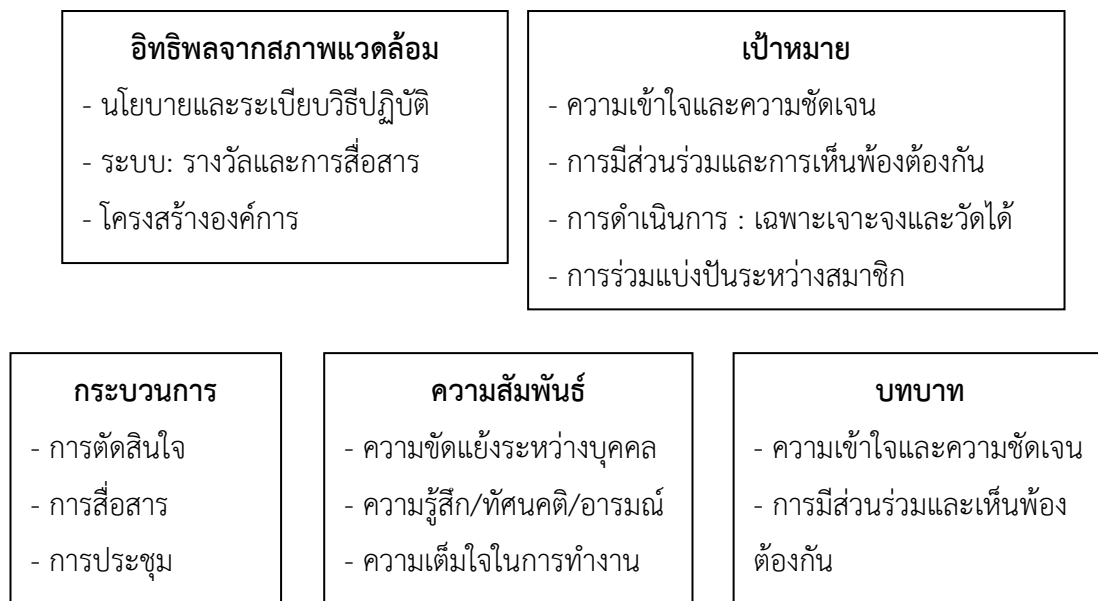 อิทธิพลจากสภาพแวดล้อม
- นโยบายและระเบียบวิธีปฏิบัติ
- ระบบ: รางวัลและการสื่อสาร
- โครงสร้างองค์การ
เป้าหมาย
- ความเข้าใจและความชัดเจน
- การมีส่วนร่วมและการเห็นพ้องต้องกัน
- การดำเนินการ : เฉพาะเจาะจงและวัดได้
- การร่วมแบ่งปันระหว่างสมาชิก
กระบวนการ
- การตัดสินใจ
- การสื่อสาร
- การประชุม
ความสัมพันธ์
- ความขัดแย้งระหว่างบุคคล
- ความรู้สึก/ทัศนคติ/อารมณ์
- ความเต็มใจในการทำงาน
บทบาท
- ความเข้าใจและความชัดเจน
- การมีส่วนร่วมและเห็นพ้อง
ต้องกัน